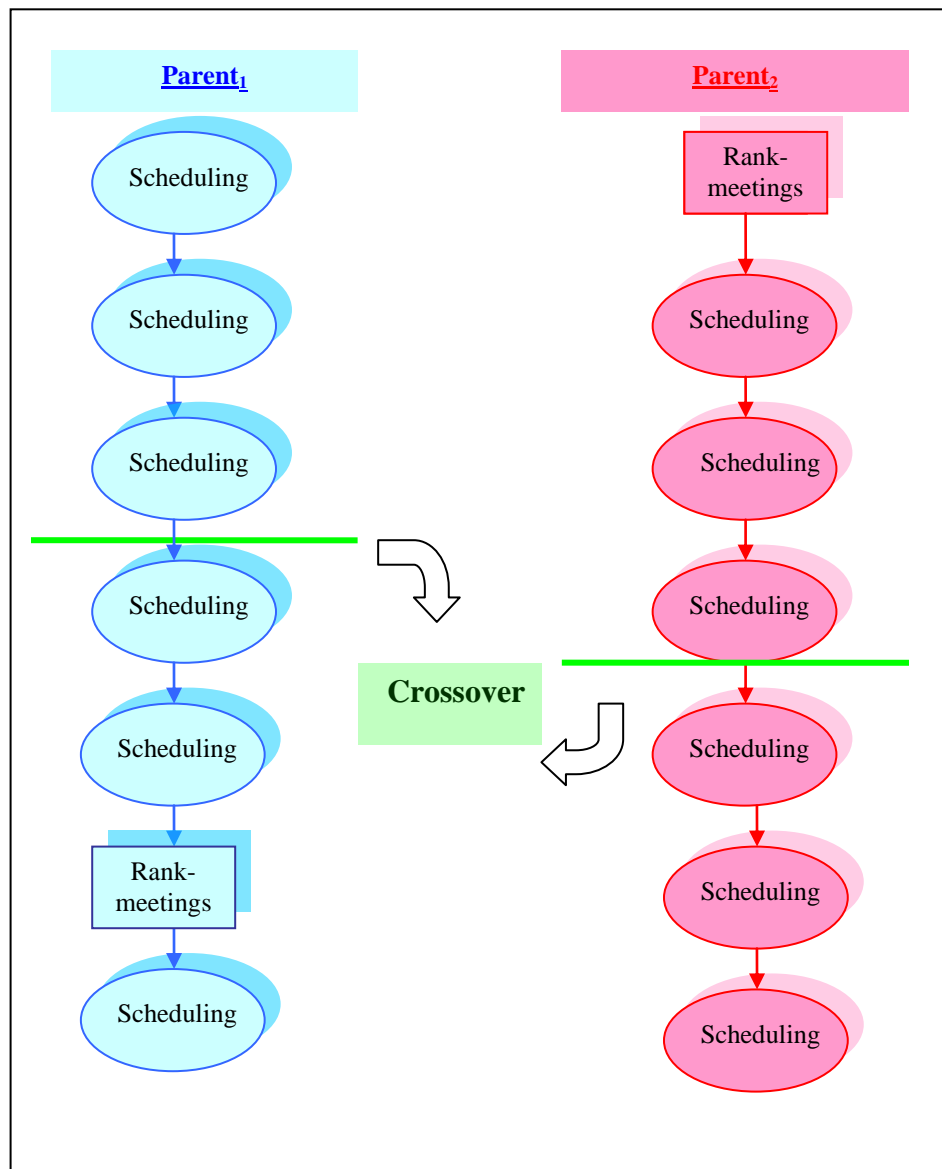 Parent1
Scheduling
Scheduling
Scheduling
Scheduling
Scheduling
Rank-
meetings
Scheduling
Crossover
Parent2
Rank-
meetings
Scheduling
Scheduling
Scheduling
Scheduling
Scheduling
Scheduling